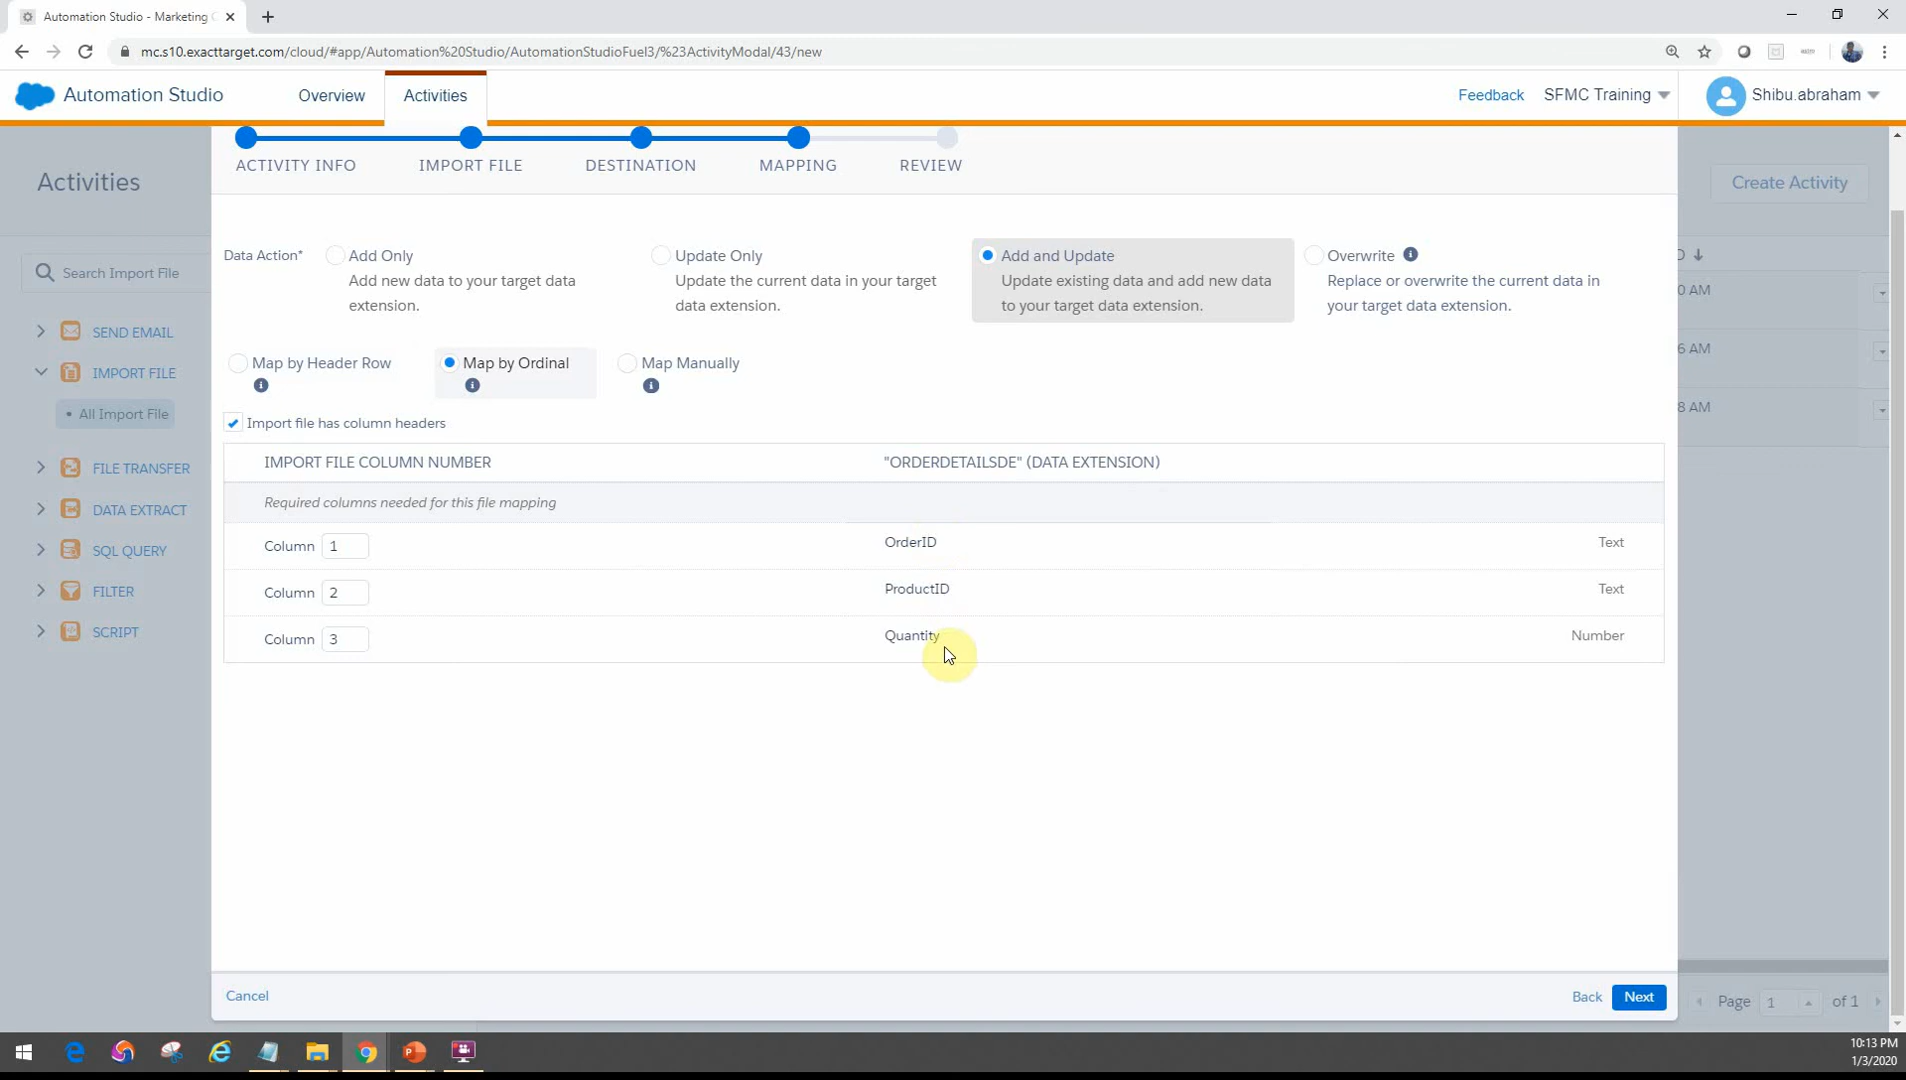 Automation Studio - Marketing C
mc.s10.exacttarget.com/cloud/#app/Automation%20Studio/AutomationStudioFuel3/%23ActivityModal/43/new
Automation Studio
Overview
Activities
Feedback
SFMC Training
Shibu.abraham
Activities
Create Activity
ACTIVITY INFO
IMPORT FILE
DESTINATION
MAPPING
REVIEW
Search Import File
SEND EMAIL
IMPORT FILE
All Import File
FILE TRANSFER
DATA EXTRACT
SQL QUERY
FILTER
SCRIPT
Data Action*
Add Only
Add new data to your target data
extension.
Update Only
Update the current data in your target
data extension.
Add and Update
Update existing data and add new data
to your target data extension.
Overwrite
Replace or overwrite the current data in
your target data extension.
Map by Header Row
Map by Ordinal
Map Manually
Import file has column headers
IMPORT FILE COLUMN NUMBER
"ORDERDETAILSDE" (DATA EXTENSION)
Required columns needed for this file mapping
Column 1
OrderID
Text
Column 2
ProductID
Text
Column 3
Quantity
Number
D
0 AM
6 AM
8 AM
Cancel
Back
Next
Page 1 of 1
10:13 PM
1/3/2020